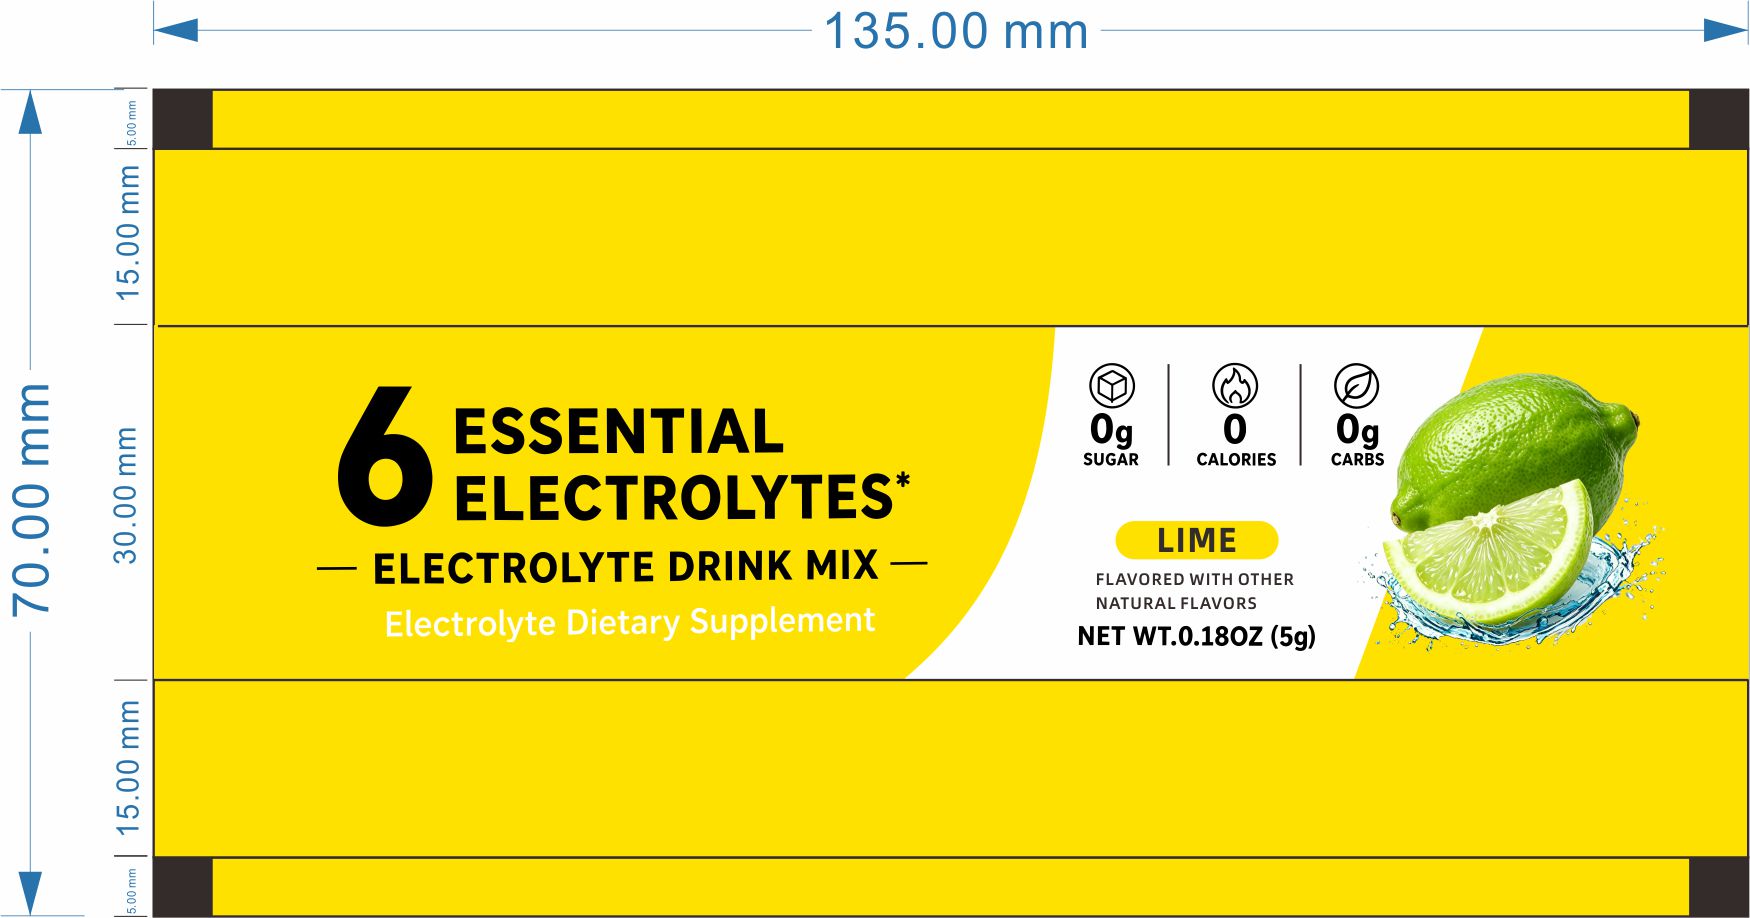 135.00 mm
70.00 mm
5.00 mm
15.00 mm
30.00 mm
15.00 mm
5.00 mm
6 ESSENTIAL
ELECTROLYTES*
— ELECTROLYTE DRINK MIX —
Electrolyte Dietary Supplement
0g 0 0g
SUGAR CALORIES CARBS
LIME
FLAVORED WITH OTHER
NATURAL FLAVORS
NET WT.0.18OZ (5g)